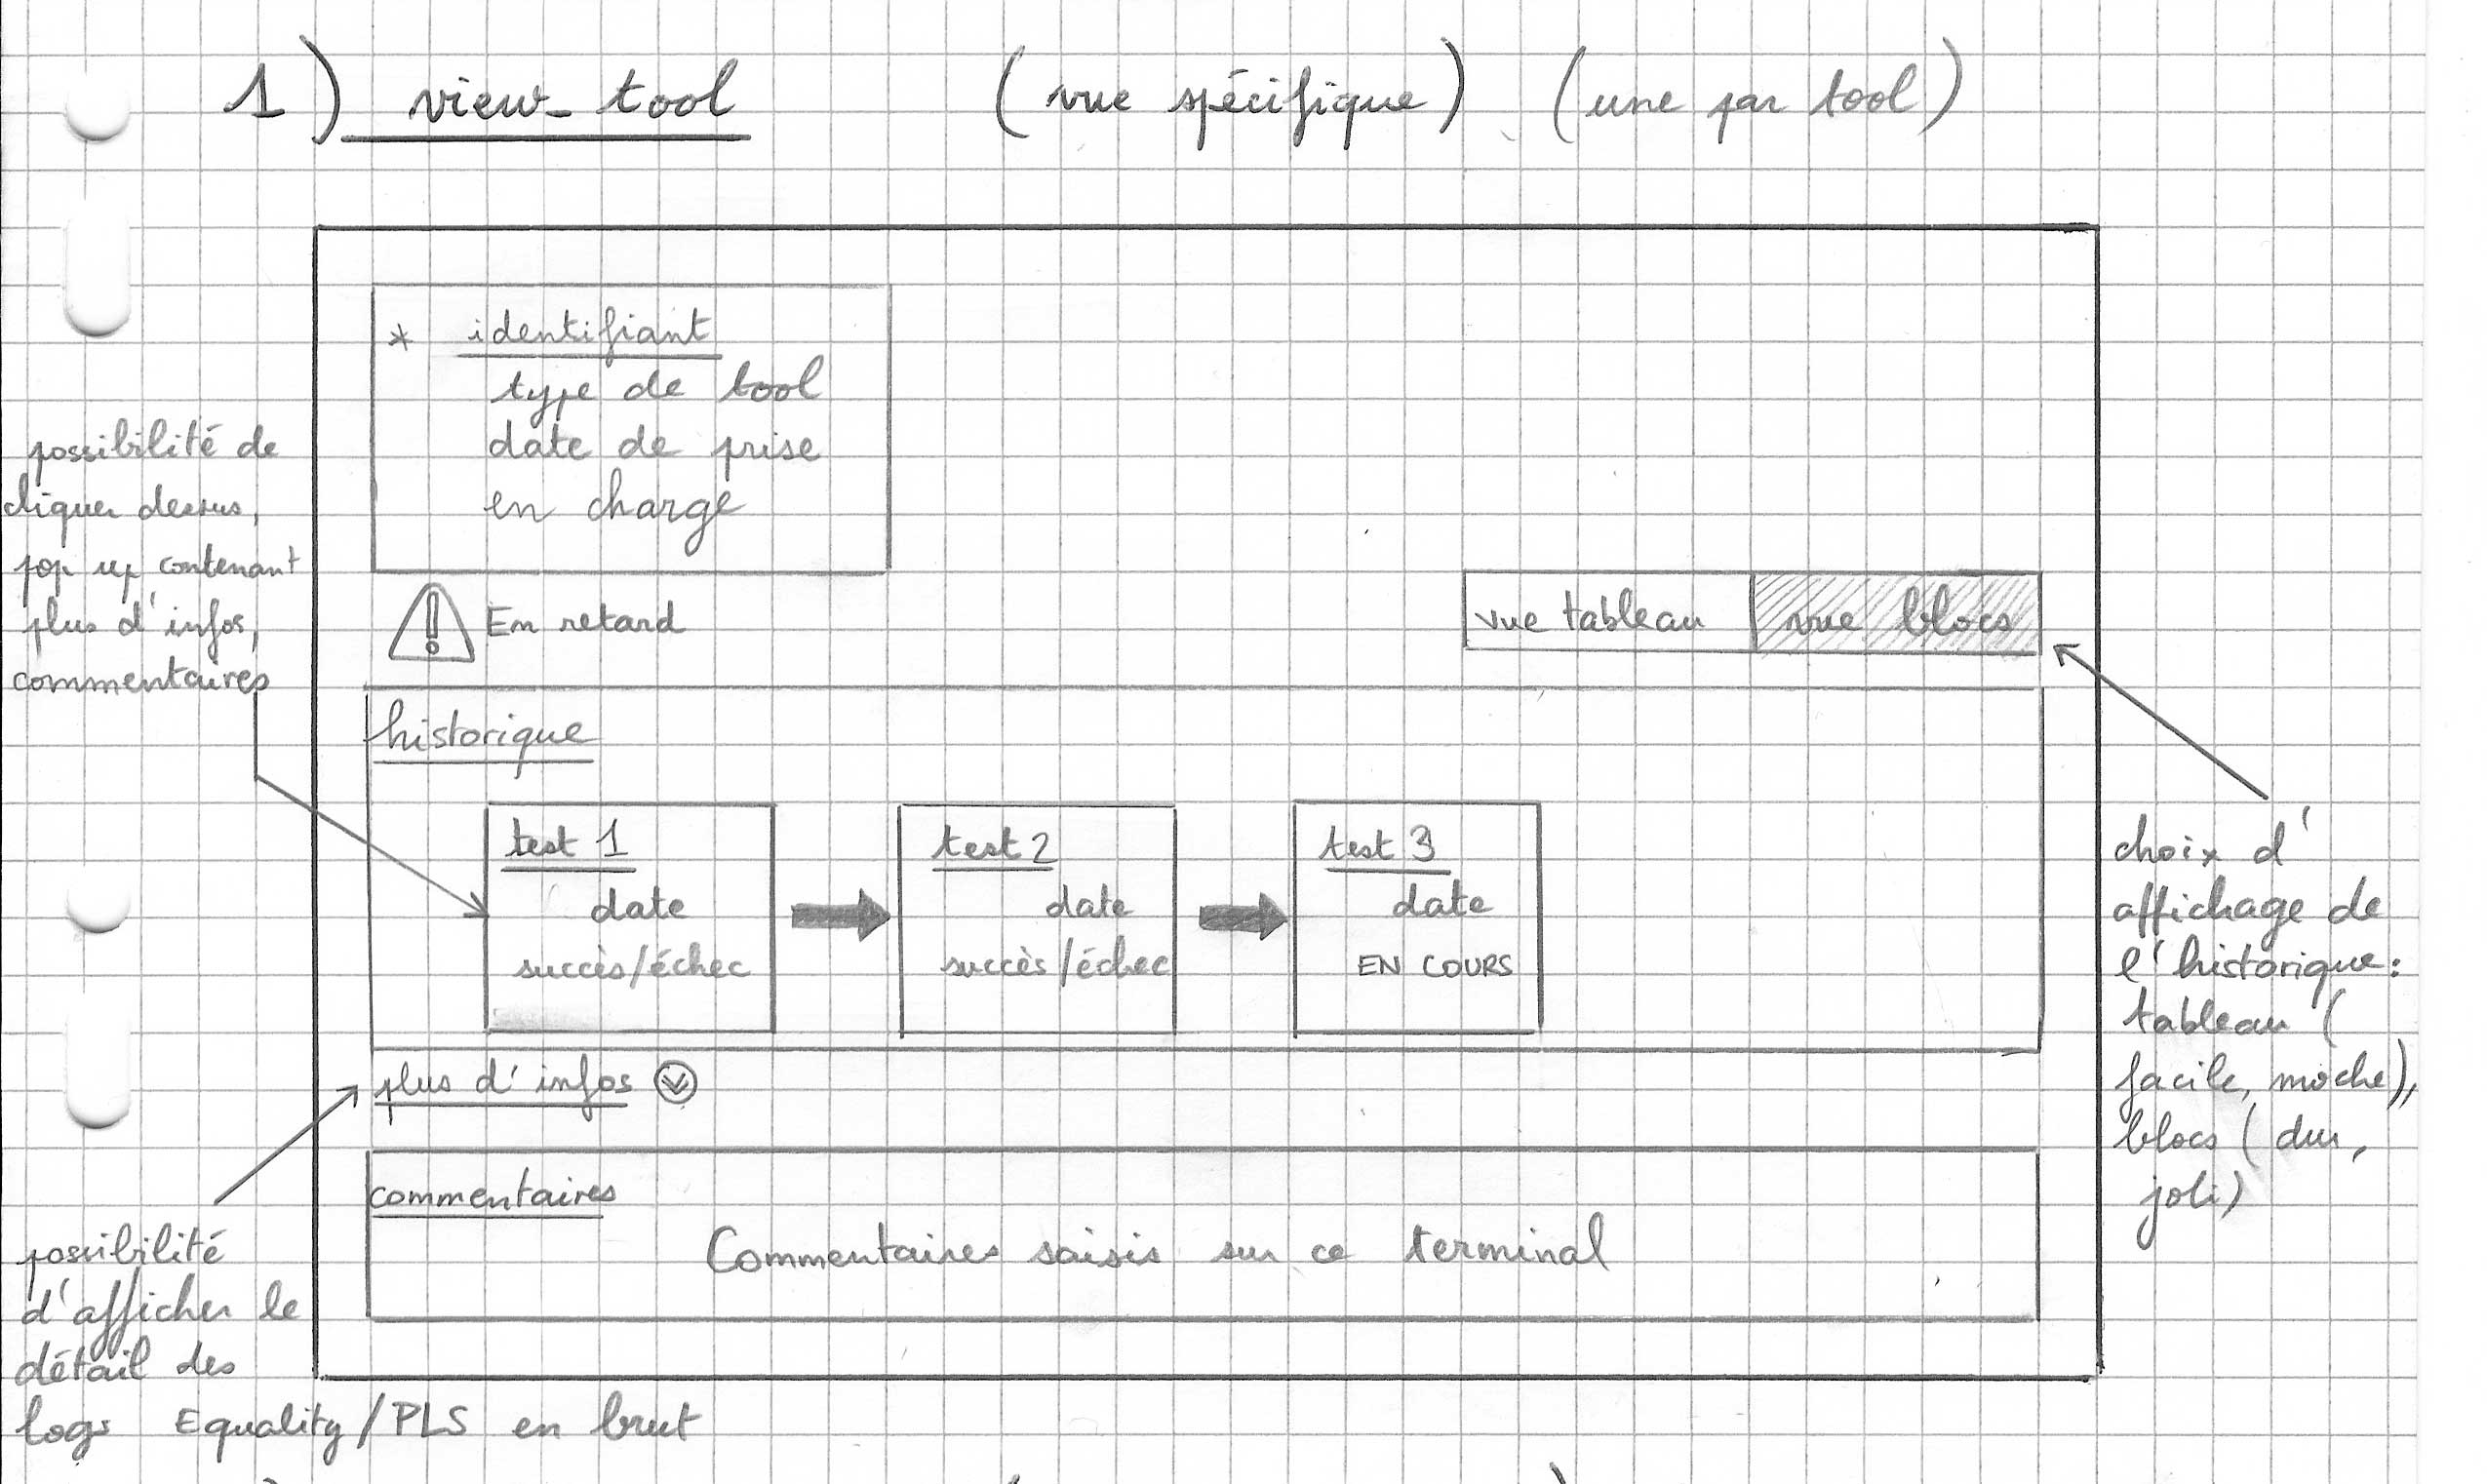 1) view_tool (vue spécifique) (une par tool)
* identifiant
type de tool
date de prise
en charge
possibilité de
cliquer dessus,
pop up contenant
plus d'infos,
commentaires
En retard
vue tableau vue blocs
historique
test 1
date
succès/échec
test 2
date
succès/échec
test 3
date
EN COURS
choix d'
affichage de
l'historique:
tableau (
facile, moche),
blocs (dur,
joli)
plus d'infos
commentaires
Commentaires saisis sur ce terminal
possibilité
d'afficher le
détail des
logs Equality/PLS en brut